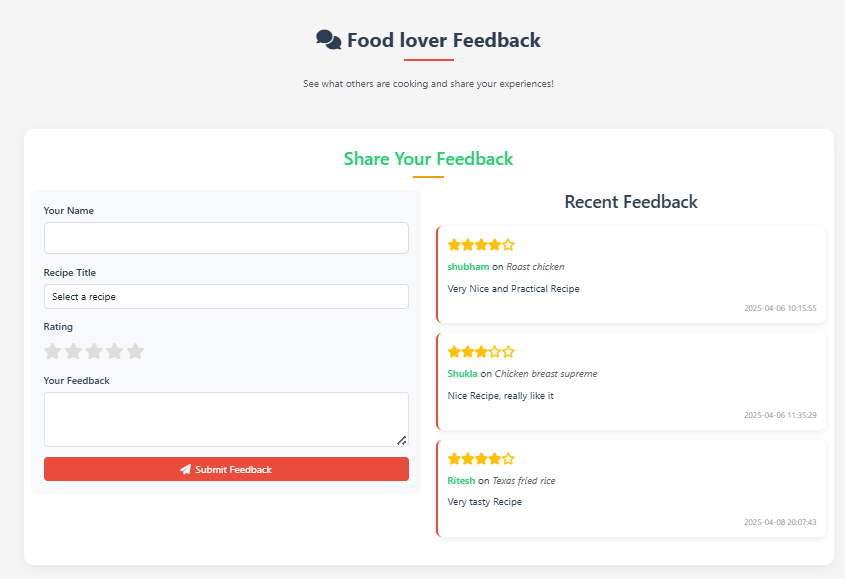 Food lover Feedback
See what others are cooking and share your experiences!
Share Your Feedback
Your Name
Recipe Title
Select a recipe
Rating
Your Feedback
Submit Feedback
Recent Feedback
shubham on Roast chicken
Very Nice and Practical Recipe
2025-04-06 10:15:55
Shukla on Chicken breast supreme
Nice Recipe, really like it
2025-04-06 11:35:29
Ritesh on Texas fried rice
Very tasty Recipe
2025-04-08 20:07:43